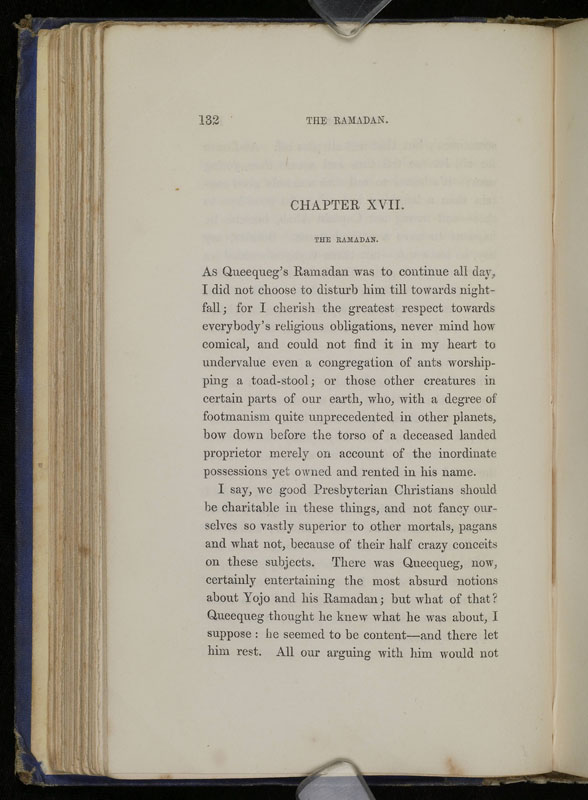 132 THE RAMADAN.
CHAPTER XVII.
THE RAMADAN.
As Queequeg's Ramadan was to continue all day,
I did not choose to disturb him till towards night-
fall; for I cherish the greatest respect towards
everybody's religious obligations, never mind how
comical, and could not find it in my heart to
undervalue even a congregation of ants worship-
ping a toad-stool; or those other creatures in
certain parts of our earth, who, with a degree of
footmanism quite unprecedented in other planets,
bow down before the torso of a deceased landed
proprietor merely on account of the inordinate
possessions yet owned and rented in his name.
I say, we good Presbyterian Christians should
be charitable in these things, and not fancy our-
selves so vastly superior to other mortals, pagans
and what not, because of their half crazy conceits
on these subjects. There was Queequeg, now,
certainly entertaining the most absurd notions
about Yojo and his Ramadan; but what of that?
Queequeg thought he knew what he was about, I
suppose: he seemed to be content—and there let
him rest. All our arguing with him would not